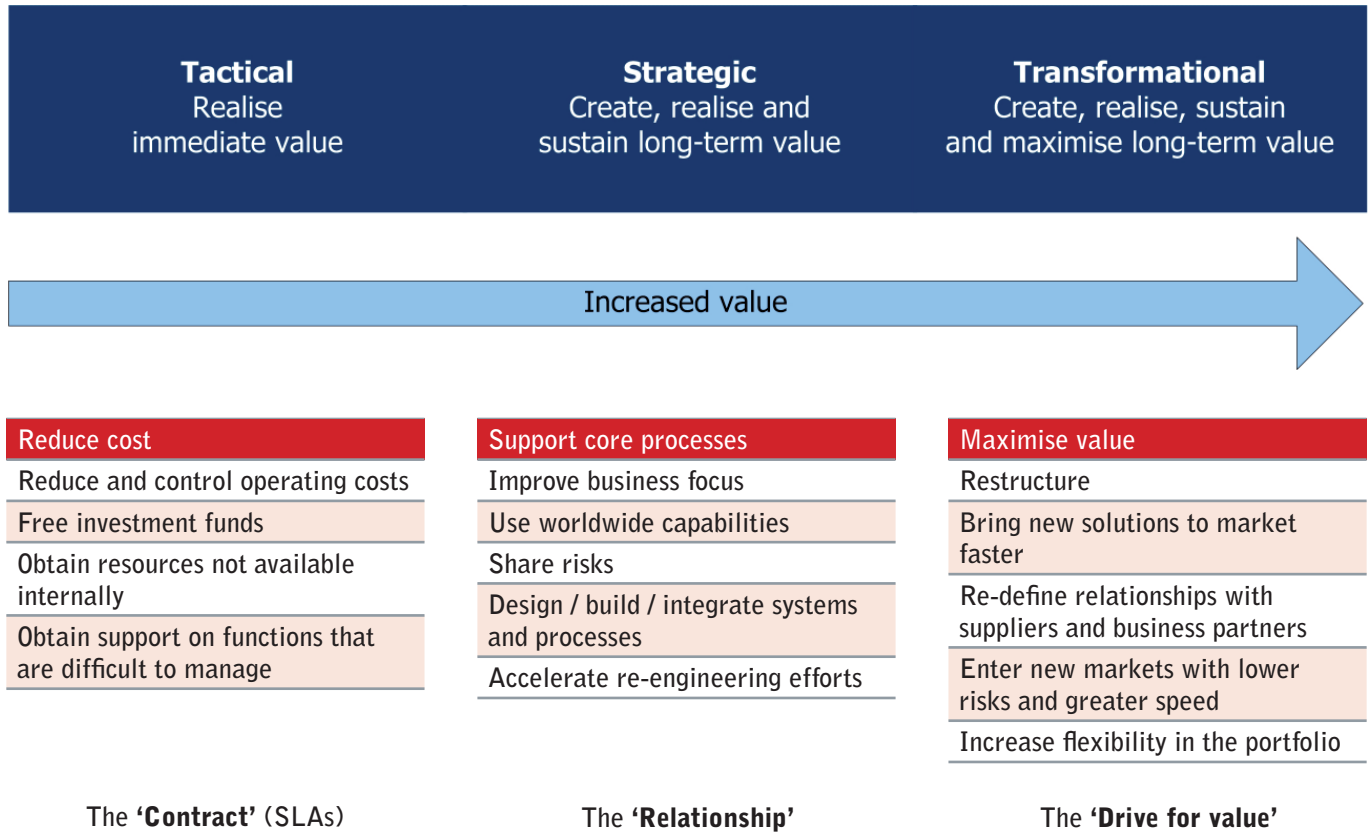 Tactical
Realise
immediate value
Strategic
Create, realise and
sustain long-term value
Transformational
Create, realise, sustain
and maximise long-term value
Increased value
Reduce cost
Reduce and control operating costs
Free investment funds
Obtain resources not available
internally
Obtain support on functions that
are difficult to manage
Support core processes
Improve business focus
Use worldwide capabilities
Share risks
Design / build / integrate systems
and processes
Accelerate re-engineering efforts
Maximise value
Restructure
Bring new solutions to market
faster
Re-define relationships with
suppliers and business partners
Enter new markets with lower
risks and greater speed
Increase flexibility in the portfolio
The ‘Contract’ (SLAs)
The ‘Relationship’
The ‘Drive for value’